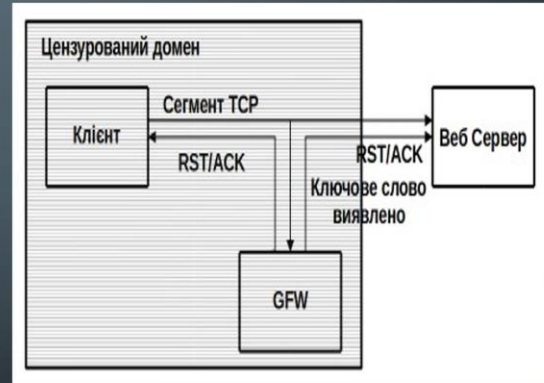 Цензурований домен
Сегмент TCP
Клієнт
Веб Сервер
RST/ACK
RST/ACK
Ключове слово
виявлено
GFW